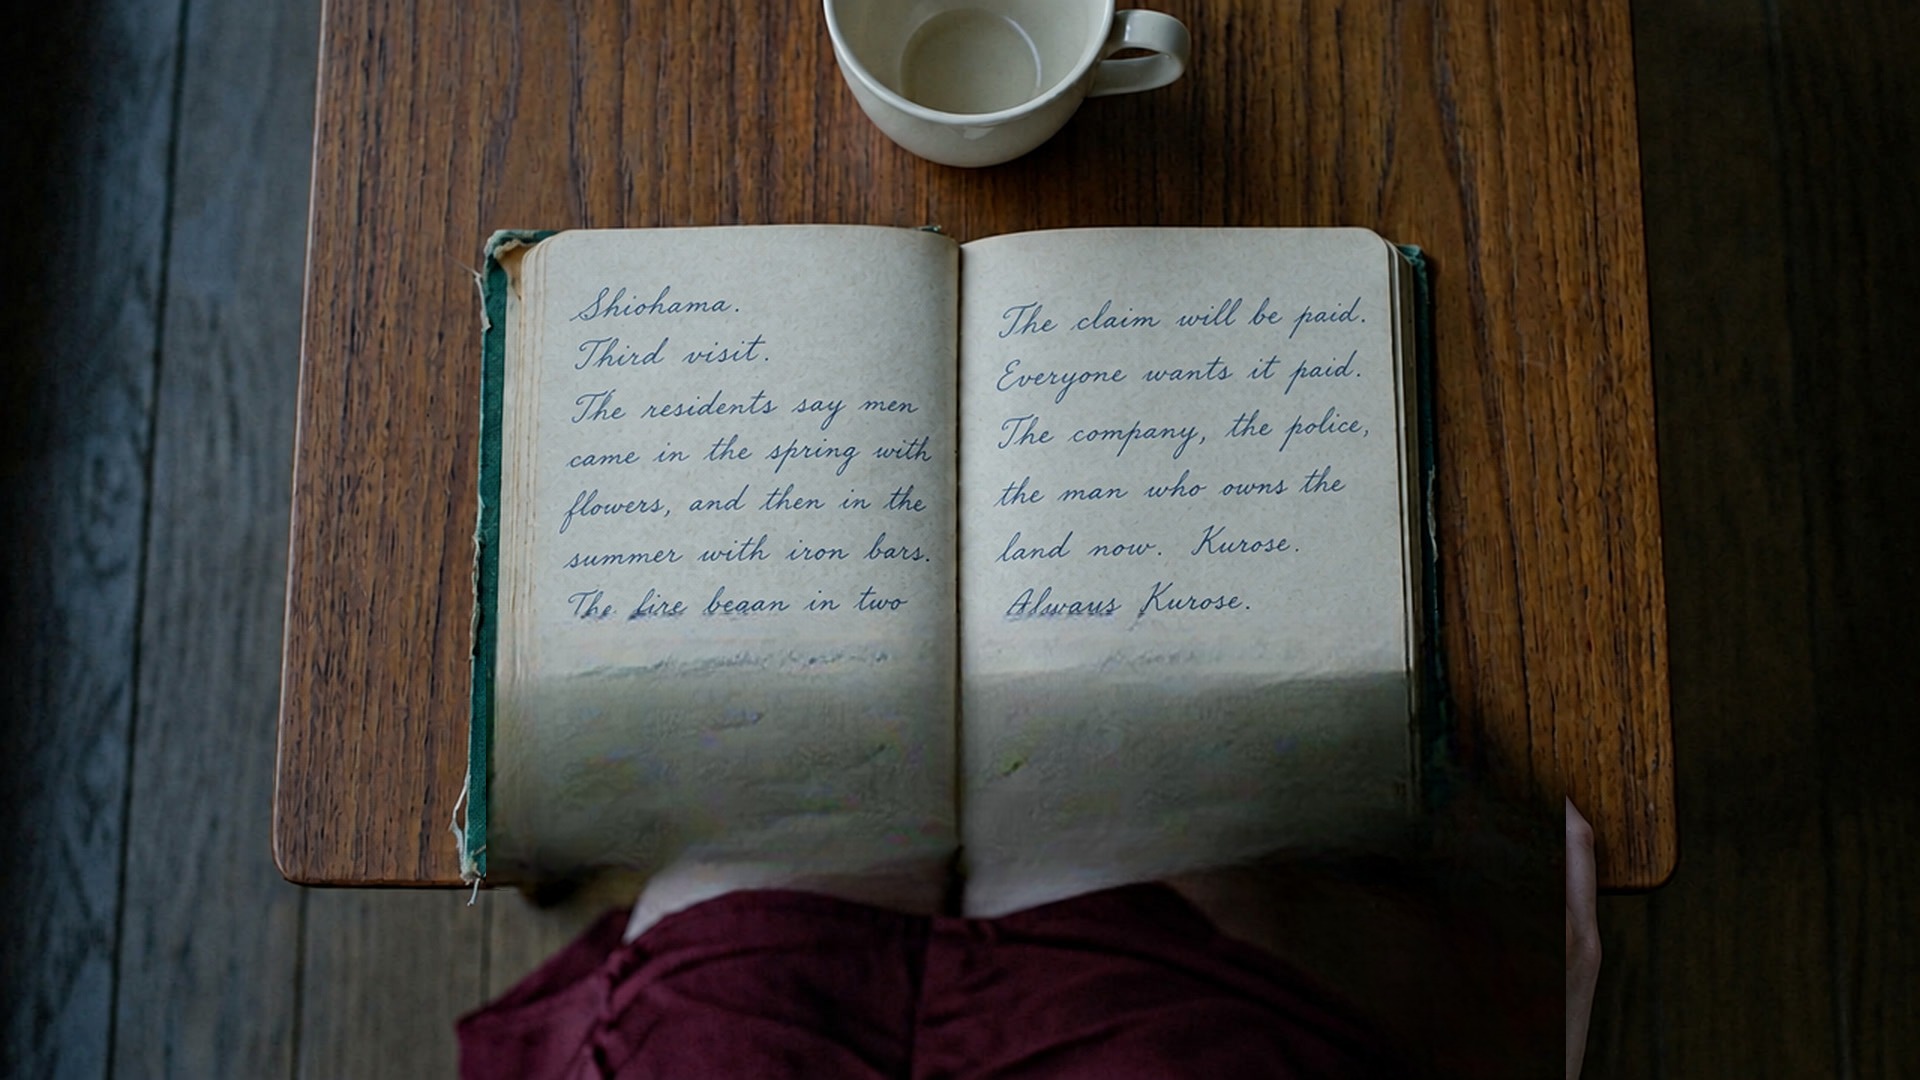 Shiohama.
Third visit.
The residents say men
came in the spring with
flowers, and then in the
summer with iron bars.
The fire began in two
The claim will be paid.
Everyone wants it paid.
The company, the police,
the man who owns the
land now. Kurose.
Always Kurose.